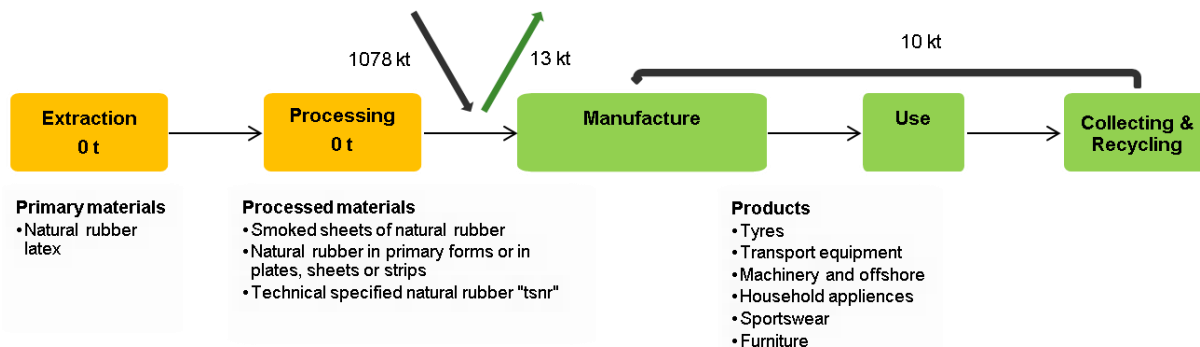 1078 kt
13 kt
10 kt
Extraction
0 t
Processing
0 t
Manufacture
Use
Collecting &
Recycling
Primary materials
•Natural rubber
latex
Processed materials
•Smoked sheets of natural rubber
•Natural rubber in primary forms or in
plates, sheets or strips
•Technical specified natural rubber "tsnr"
Products
•Tyres
•Transport equipment
•Machinery and offshore
•Household appliences
•Sportswear
•Furniture